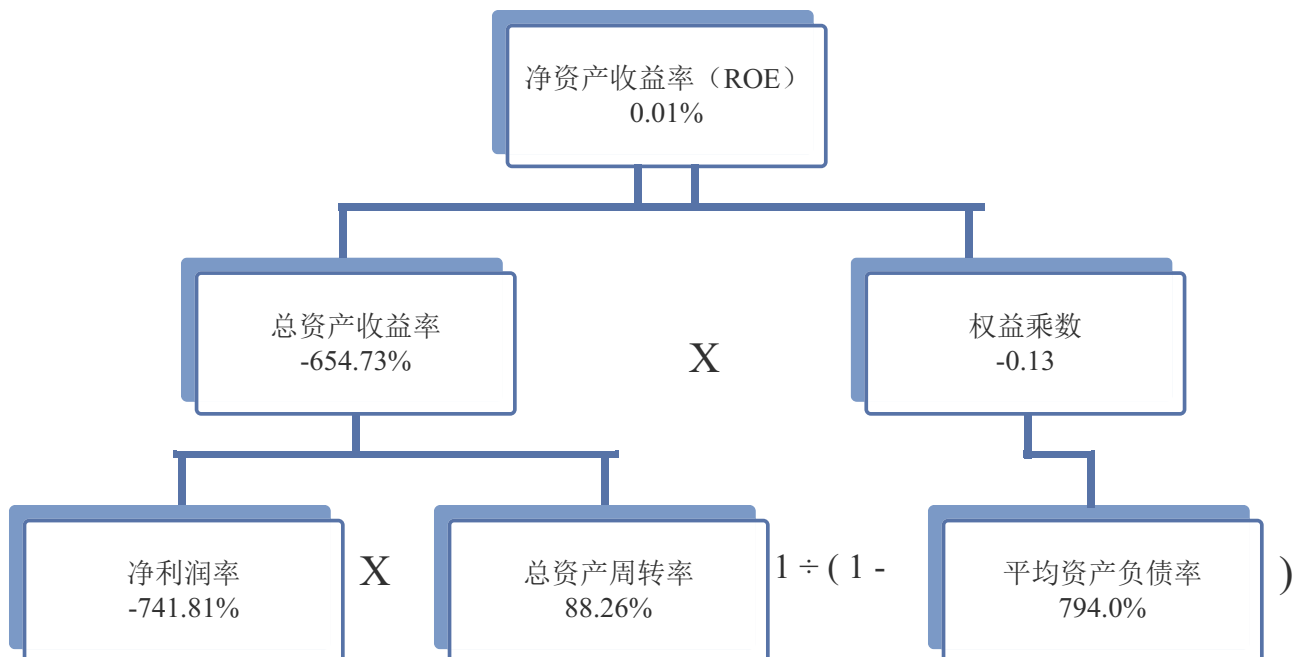 净资产收益率（ROE）
0.01%
总资产收益率
-654.73%
X
权益乘数
-0.13
净利润率
-741.81%
X
总资产周转率
88.26%
1 ÷ ( 1 -
平均资产负债率
794.0%
)